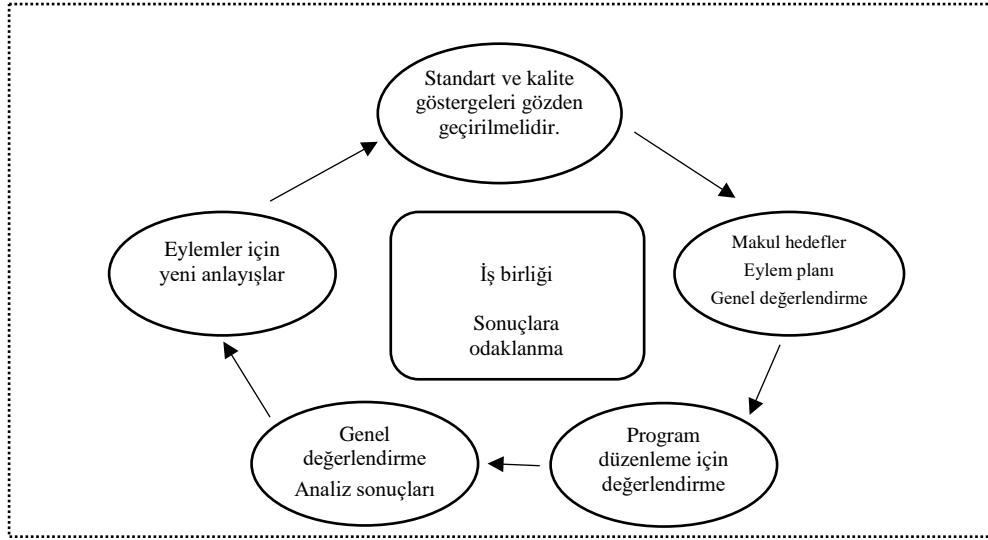 Standart ve kalite
göstergeleri gözden
geçirilmelidir.
Makul hedefler
Eylem planı
Genel değerlendirme
Program
düzenleme için
değerlendirme
Genel
değerlendirme
Analiz sonuçları
Eylemler için
yeni anlayışlar
İş birliği
Sonuçlara
odaklanma